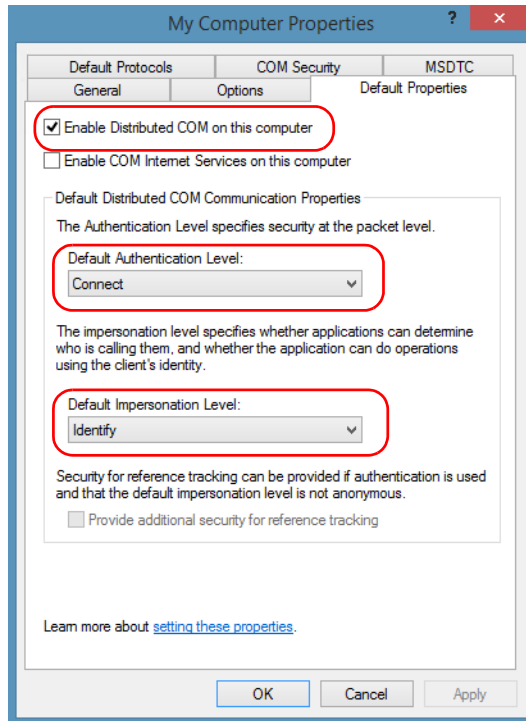 My Computer Properties
?
Default Protocols
COM Security
MSDTC
General
Options
Default Properties
Enable Distributed COM on this computer
Enable COM Internet Services on this computer
Default Distributed COM Communication Properties
The Authentication Level specifies security at the packet level.
Default Authentication Level:
Connect
The impersonation level specifies whether applications can determine
who is calling them, and whether the application can do operations
using the client's identity.
Default Impersonation Level:
Identify
Security for reference tracking can be provided if authentication is used
and that the default impersonation level is not anonymous.
Provide additional security for reference tracking
Learn more about setting these properties.
OK
Cancel
Apply